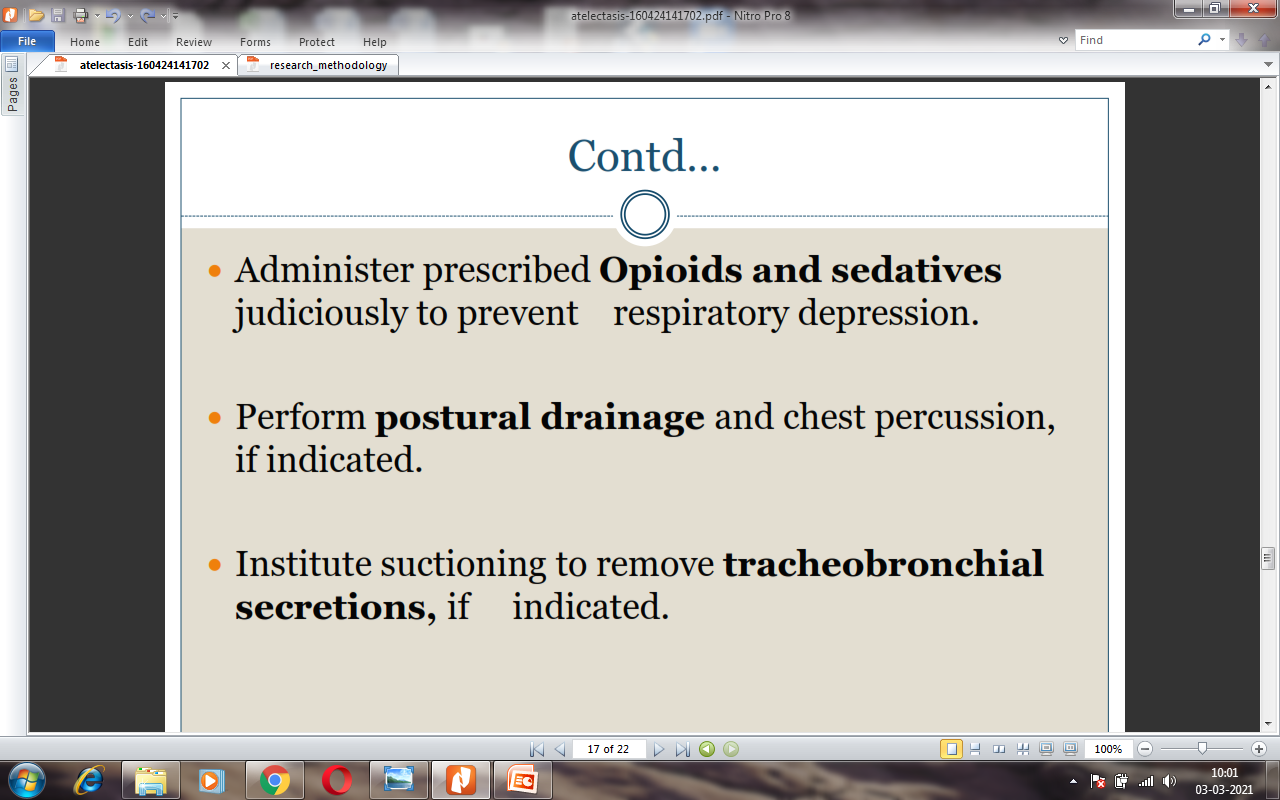 atelectasis-160424141702.pdf - Nitro Pro 8
File Home Edit Review Forms Protect Help
Find
atelectasis-160424141702 research_methodology
Pages
Contd...
Administer prescribed Opioids and sedatives
judiciously to prevent respiratory depression.
Perform postural drainage and chest percussion,
if indicated.
Institute suctioning to remove tracheobronchial
secretions, if indicated.
17 of 22
100%
10:01
03-03-2021